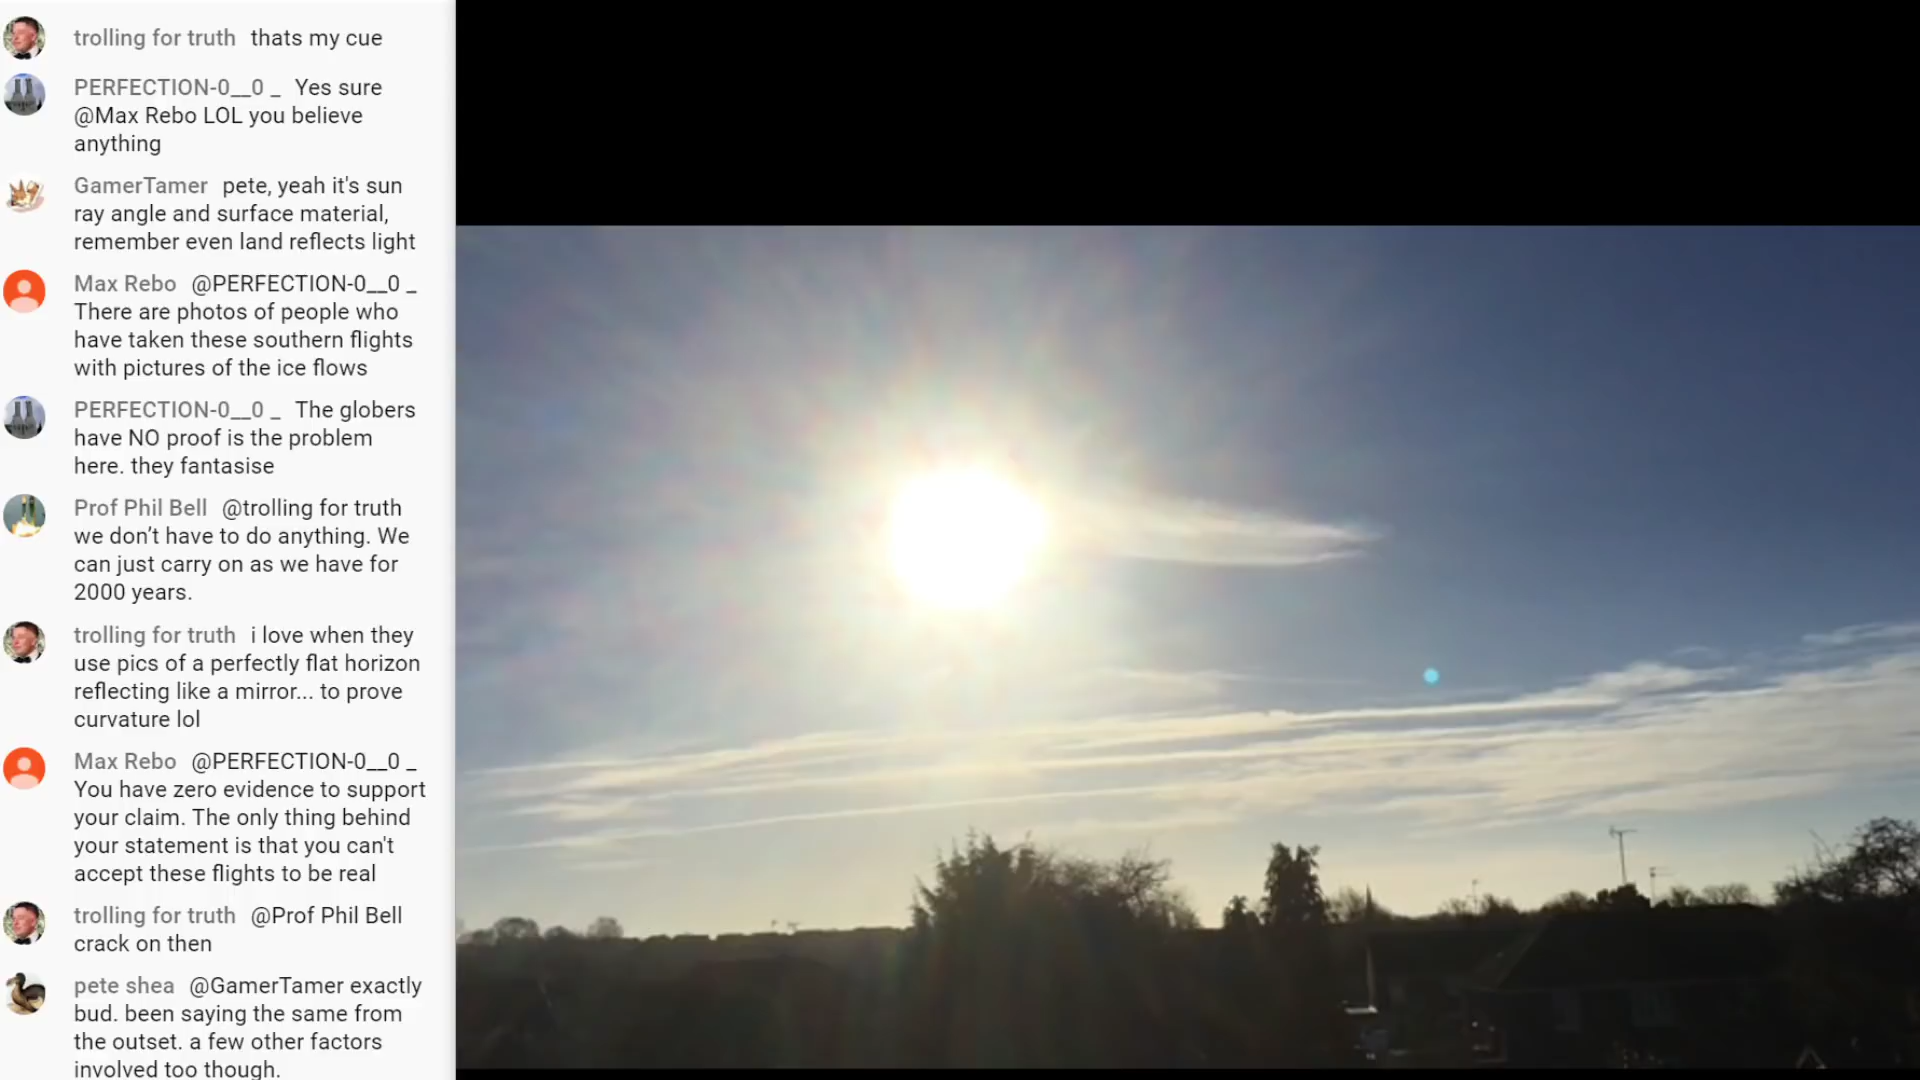 trolling for truth thats my cue
PERFECTION-0__0 _ Yes sure
@Max Rebo LOL you believe
anything
GamerTamer pete, yeah it's sun
ray angle and surface material,
remember even land reflects light
Max Rebo @PERFECTION-0__0 _
There are photos of people who
have taken these southern flights
with pictures of the ice flows
PERFECTION-0__0 _ The globers
have NO proof is the problem
here. they fantasise
Prof Phil Bell @trolling for truth
we don’t have to do anything. We
can just carry on as we have for
2000 years.
trolling for truth i love when they
use pics of a perfectly flat horizon
reflecting like a mirror... to prove
curvature lol
Max Rebo @PERFECTION-0__0 _
You have zero evidence to support
your claim. The only thing behind
your statement is that you can't
accept these flights to be real
trolling for truth @Prof Phil Bell
crack on then
pete shea @GamerTamer exactly
bud. been saying the same from
the outset. a few other factors
involved too though.